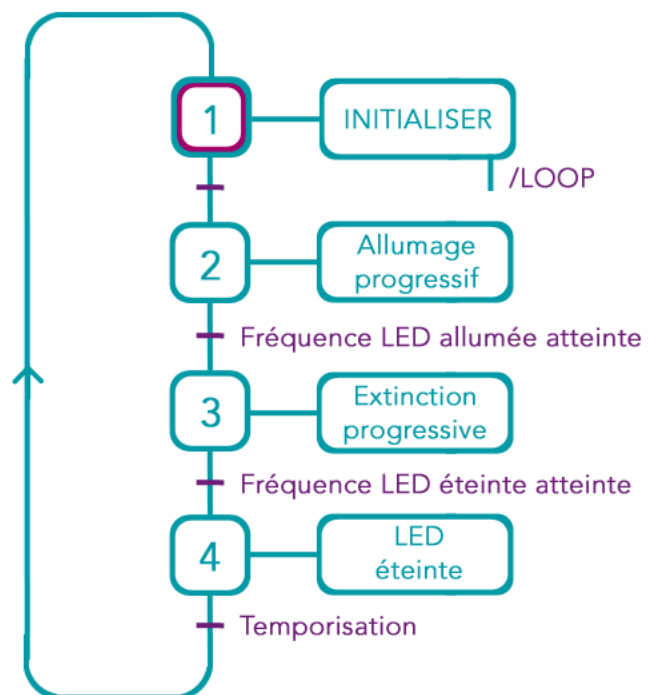 1
INITIALISER
/LOOP
2
Allumage
progressif
Fréquence LED allumée atteinte
3
Extinction
progressive
Fréquence LED éteinte atteinte
4
LED
éteinte
Temporisation